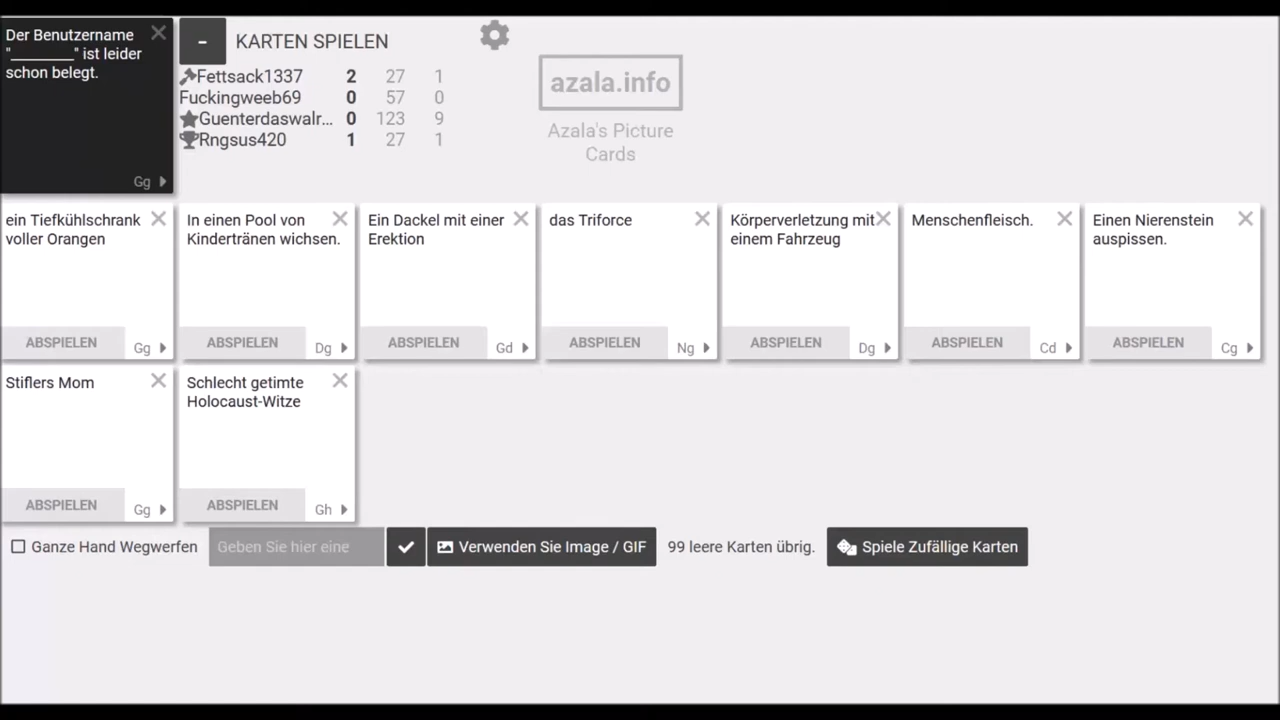 Der Benutzername
"_________" ist leider
schon belegt.
Gg
-
KARTEN SPIELEN
Fettsack1337 2 27 1
Fuckingweeb69 0 57 0
Guenterdaswalr... 0 123 9
Rngsus420 1 27 1
azala.info
Azala's Picture
Cards
ein Tiefkühlschrank
voller Orangen
ABSPIELEN
Gg
In einen Pool von
Kindertränen wichsen.
ABSPIELEN
Dg
Ein Dackel mit einer
Erektion
ABSPIELEN
Gd
das Triforce
ABSPIELEN
Ng
Körperverletzung mit
einem Fahrzeug
ABSPIELEN
Dg
Menschenfleisch.
ABSPIELEN
Cd
Einen Nierenstein
auspissen.
ABSPIELEN
Cg
Stiflers Mom
ABSPIELEN
Gg
Schlecht getimte
Holocaust-Witze
ABSPIELEN
Gh
Ganze Hand Wegwerfen
Geben Sie hier eine
Verwenden Sie Image / GIF
99 leere Karten übrig.
Spiele Zufällige Karten